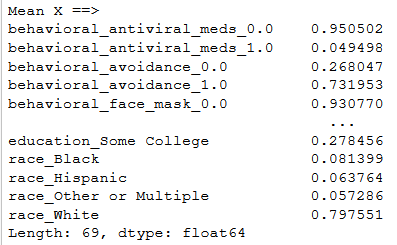 Mean X ==>
behavioral_antiviral_meds_0.0 0.950502
behavioral_antiviral_meds_1.0 0.049498
behavioral_avoidance_0.0 0.268047
behavioral_avoidance_1.0 0.731953
behavioral_face_mask_0.0 0.930770
...
education_Some College 0.278456
race_Black 0.081399
race_Hispanic 0.063764
race_Other or Multiple 0.057286
race_White 0.797551
Length: 69, dtype: float64